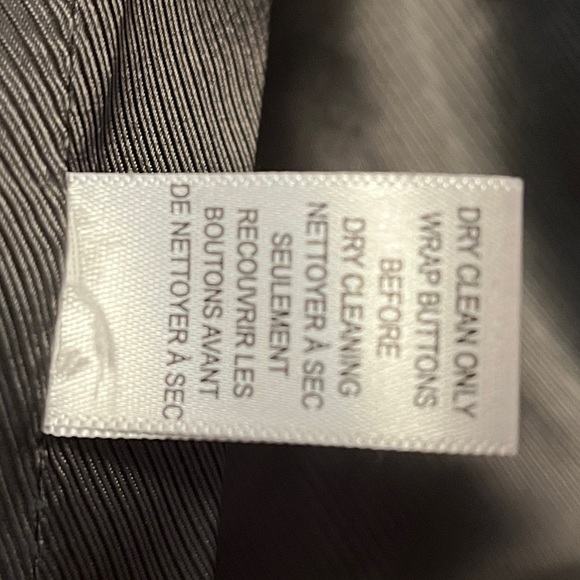 DRY CLEAN ONLY
WRAP BUTTONS
BEFORE
DRY CLEANING
NETTOYER À SEC
SEULEMENT
RECOUVRIR LES
BOUTONS AVANT
DE NETTOYER À SEC